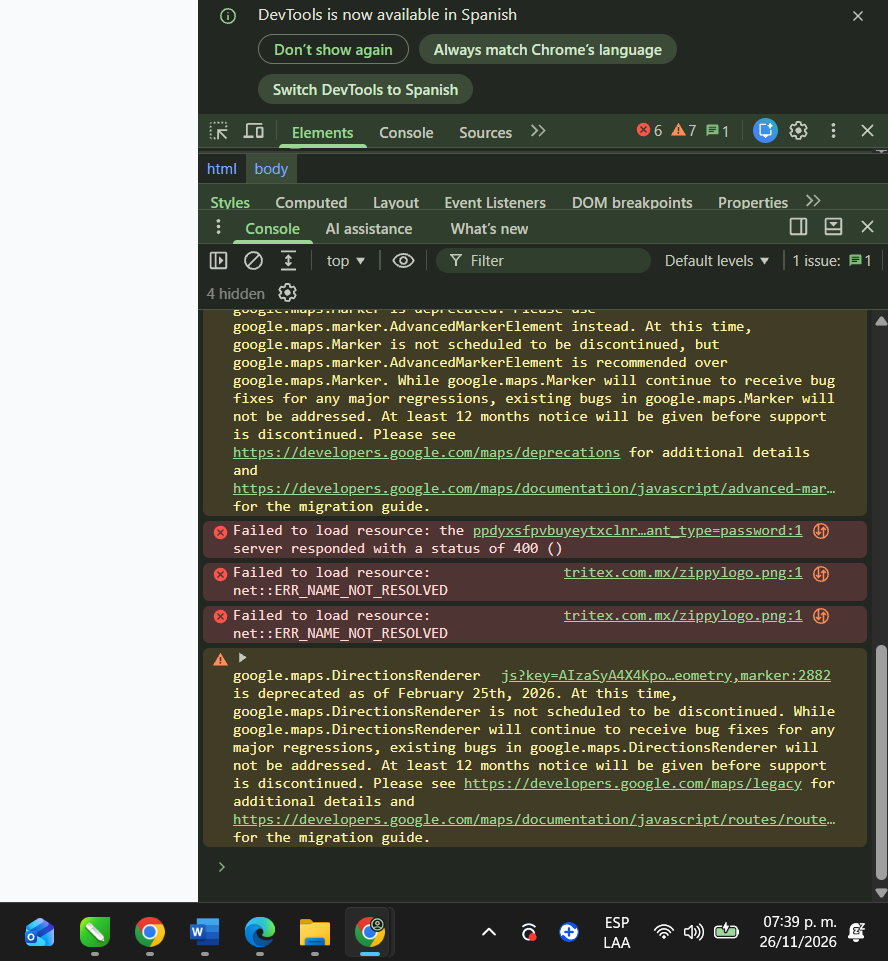 DevTools is now available in Spanish
Don't show again
Always match Chrome's language
Switch DevTools to Spanish
Elements Console Sources 6 7 1
html body
Styles Computed Layout Event Listeners DOM breakpoints Properties
Console AI assistance What's new
top Filter Default levels 1 issue: 1
4 hidden
google.maps.Marker is deprecated. Please use
google.maps.marker.AdvancedMarkerElement instead. At this time,
google.maps.Marker is not scheduled to be discontinued, but
google.maps.marker.AdvancedMarkerElement is recommended over
google.maps.Marker. While google.maps.Marker will continue to receive bug
fixes for any major regressions, existing bugs in google.maps.Marker will
not be addressed. At least 12 months notice will be given before support
is discontinued. Please see
https://developers.google.com/maps/deprecations for additional details
and
https://developers.google.com/maps/documentation/javascript/advanced-mar…
for the migration guide.
Failed to load resource: the ppdyxsfpvbuyeytxclnr…ant_type=password:1
server responded with a status of 400 ()
Failed to load resource: tritex.com.mx/zippylogo.png:1
net::ERR_NAME_NOT_RESOLVED
Failed to load resource: tritex.com.mx/zippylogo.png:1
net::ERR_NAME_NOT_RESOLVED
google.maps.DirectionsRenderer js?key=AIzaSyA4X4Kpo…eometry,marker:2882
is deprecated as of February 25th, 2026. At this time,
google.maps.DirectionsRenderer is not scheduled to be discontinued. While
google.maps.DirectionsRenderer will continue to receive bug fixes for any
major regressions, existing bugs in google.maps.DirectionsRenderer will
not be addressed. At least 12 months notice will be given before support
is discontinued. Please see https://developers.google.com/maps/legacy for
additional details and
https://developers.google.com/maps/documentation/javascript/routes/route…
for the migration guide.
ESP 07:39 p. m.
LAA 26/11/2026